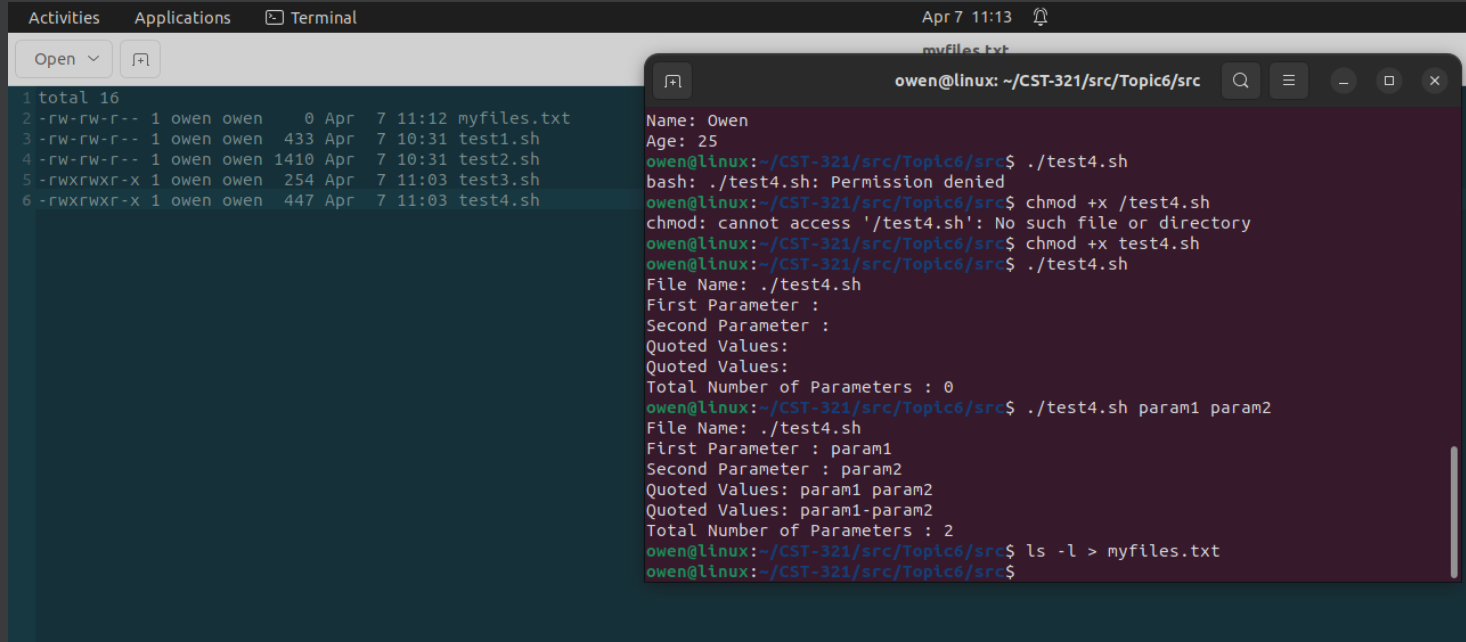 Activities Applications Terminal Apr 7 11:13
Open
myfiles.txt
1 total 16
2 -rw-rw-r-- 1 owen owen    0 Apr  7 11:12 myfiles.txt
3 -rw-rw-r-- 1 owen owen  433 Apr  7 10:31 test1.sh
4 -rw-rw-r-- 1 owen owen 1410 Apr  7 10:31 test2.sh
5 -rwxrwxr-x 1 owen owen  254 Apr  7 11:03 test3.sh
6 -rwxrwxr-x 1 owen owen  447 Apr  7 11:03 test4.sh
owen@linux: ~/CST-321/src/Topic6/src
Name: Owen
Age: 25
owen@linux:~/CST-321/src/Topic6/src$ ./test4.sh
bash: ./test4.sh: Permission denied
owen@linux:~/CST-321/src/Topic6/src$ chmod +x /test4.sh
chmod: cannot access '/test4.sh': No such file or directory
owen@linux:~/CST-321/src/Topic6/src$ chmod +x test4.sh
owen@linux:~/CST-321/src/Topic6/src$ ./test4.sh
File Name: ./test4.sh
First Parameter :
Second Parameter :
Quoted Values:
Quoted Values:
Total Number of Parameters : 0
owen@linux:~/CST-321/src/Topic6/src$ ./test4.sh param1 param2
File Name: ./test4.sh
First Parameter : param1
Second Parameter : param2
Quoted Values: param1 param2
Quoted Values: param1-param2
Total Number of Parameters : 2
owen@linux:~/CST-321/src/Topic6/src$ ls -l > myfiles.txt
owen@linux:~/CST-321/src/Topic6/src$